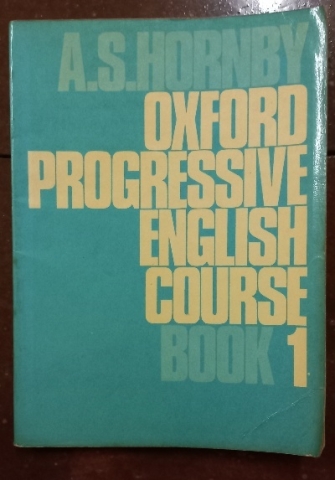 A.S.HORNBY
OXFORD
PROGRESSIVE
ENGLISH
COURSE
BOOK 1